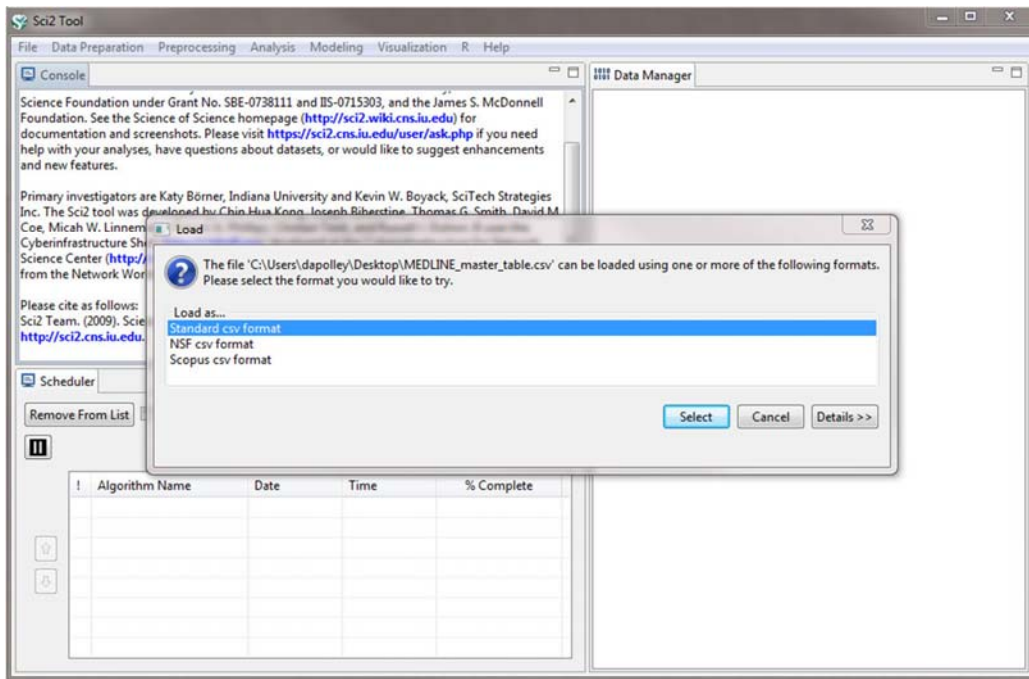 Sci2 Tool
File Data Preparation Preprocessing Analysis Modeling Visualization R Help
Console
Science Foundation under Grant No. SBE-0738111 and IIS-0715303, and the James S. McDonnell
Foundation. See the Science of Science homepage (http://sci2.wiki.cns.iu.edu) for
documentation and screenshots. Please visit https://sci2.cns.iu.edu/user/ask.php if you need
help with your analyses, have questions about datasets, or would like to suggest enhancements
and new features.
Primary investigators are Katy Börner, Indiana University and Kevin W. Boyack, SciTech Strategies
Inc. The Sci2 tool was developed by Chin Hua Kong, Joseph Biberstine, Thomas G. Smith, David M.
Coe, Micah W. Linnem
Cyberinfrastructure She
Science Center (http://
from the Network Wor
Please cite as follows:
Sci2 Team. (2009). Scie
http://sci2.cns.iu.edu.
Data Manager
Load
The file 'C:\Users\dapolley\Desktop\MEDLINE_master_table.csv' can be loaded using one or more of the following formats.
Please select the format you would like to try.
Load as...
Standard csv format
NSF csv format
Scopus csv format
Select Cancel Details >>
Scheduler
Remove From List
! Algorithm Name Date Time % Complete